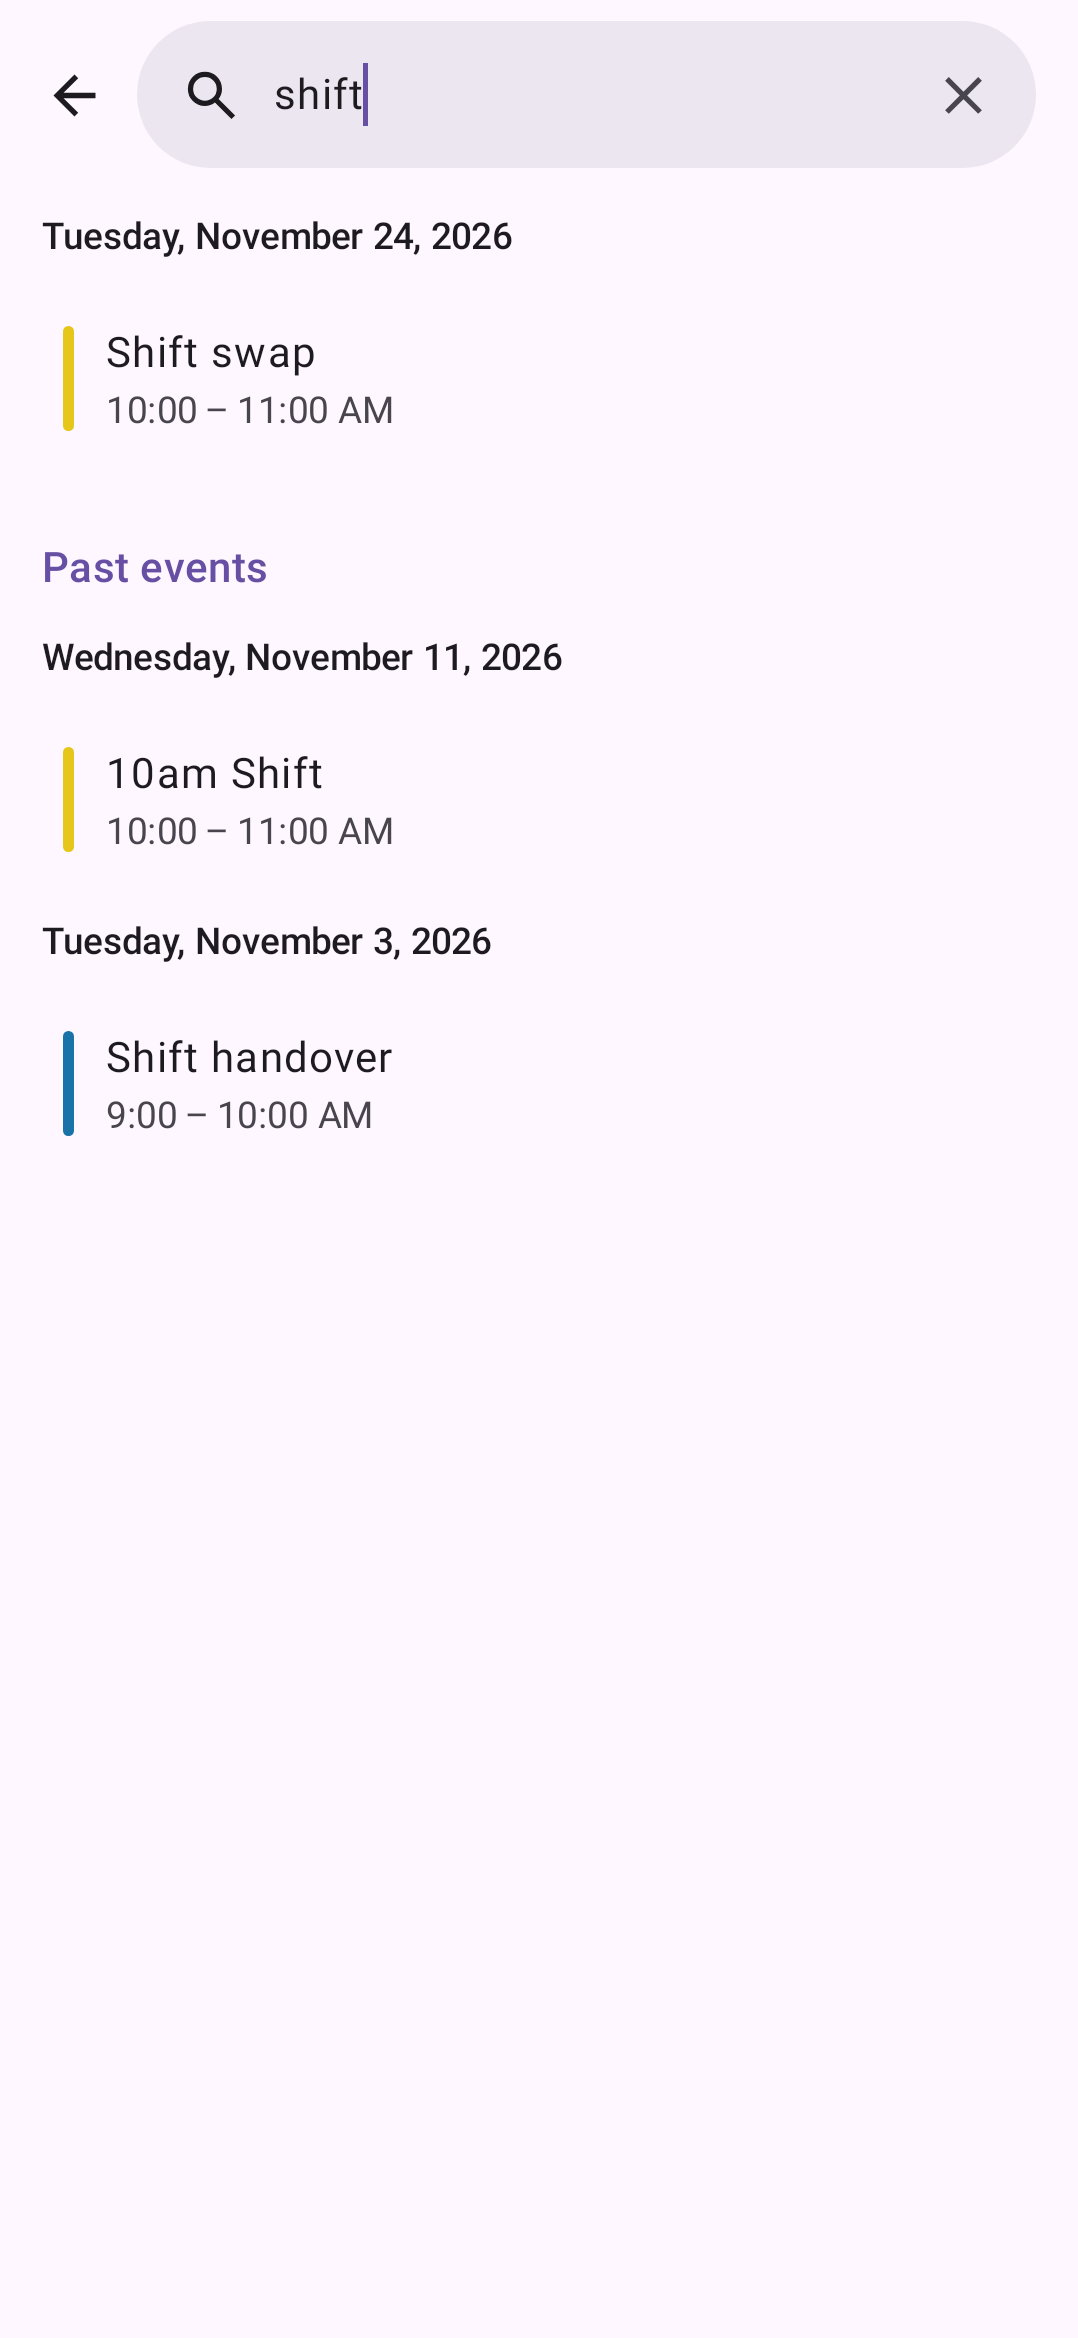 shift
Tuesday, November 24, 2026
Shift swap
10:00 – 11:00 AM
Past events
Wednesday, November 11, 2026
10am Shift
10:00 – 11:00 AM
Tuesday, November 3, 2026
Shift handover
9:00 – 10:00 AM